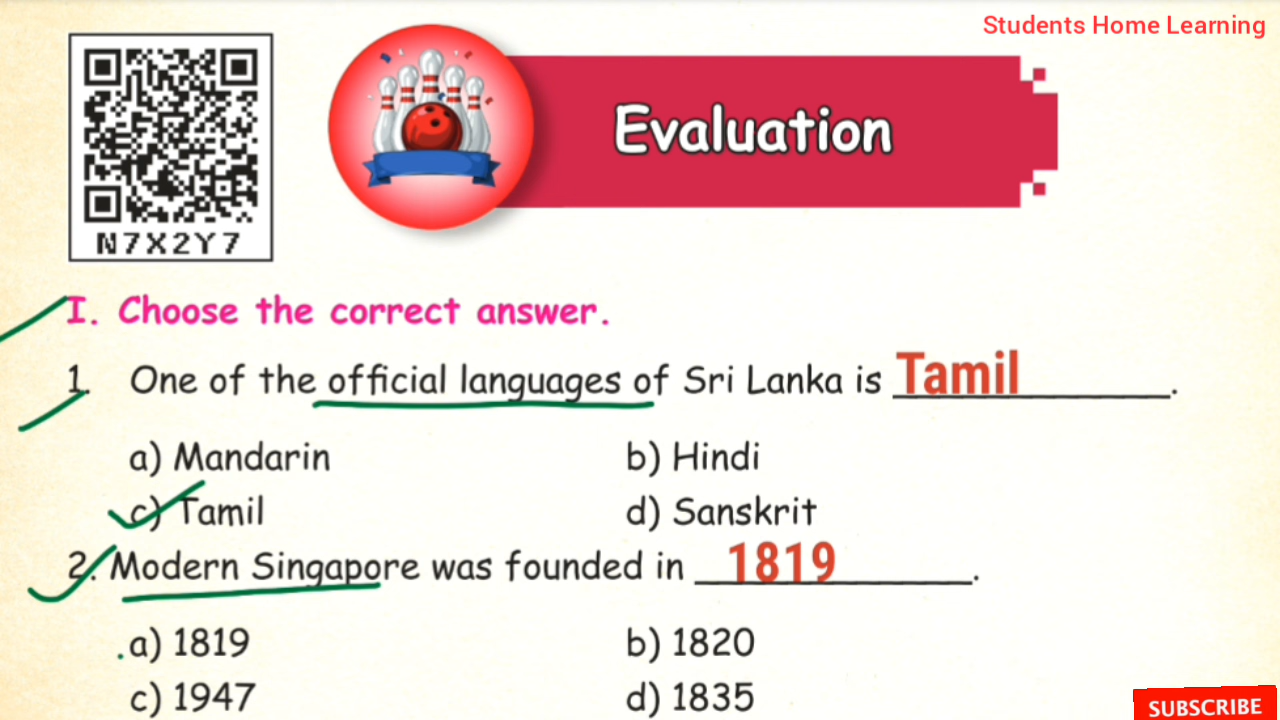 Students Home Learning
Evaluation
N7X2Y7
I. Choose the correct answer.
1. One of the official languages of Sri Lanka is Tamil.
a) Mandarin b) Hindi
c) Tamil d) Sanskrit
2. Modern Singapore was founded in 1819.
a) 1819 b) 1820
c) 1947 d) 1835
SUBSCRIBE